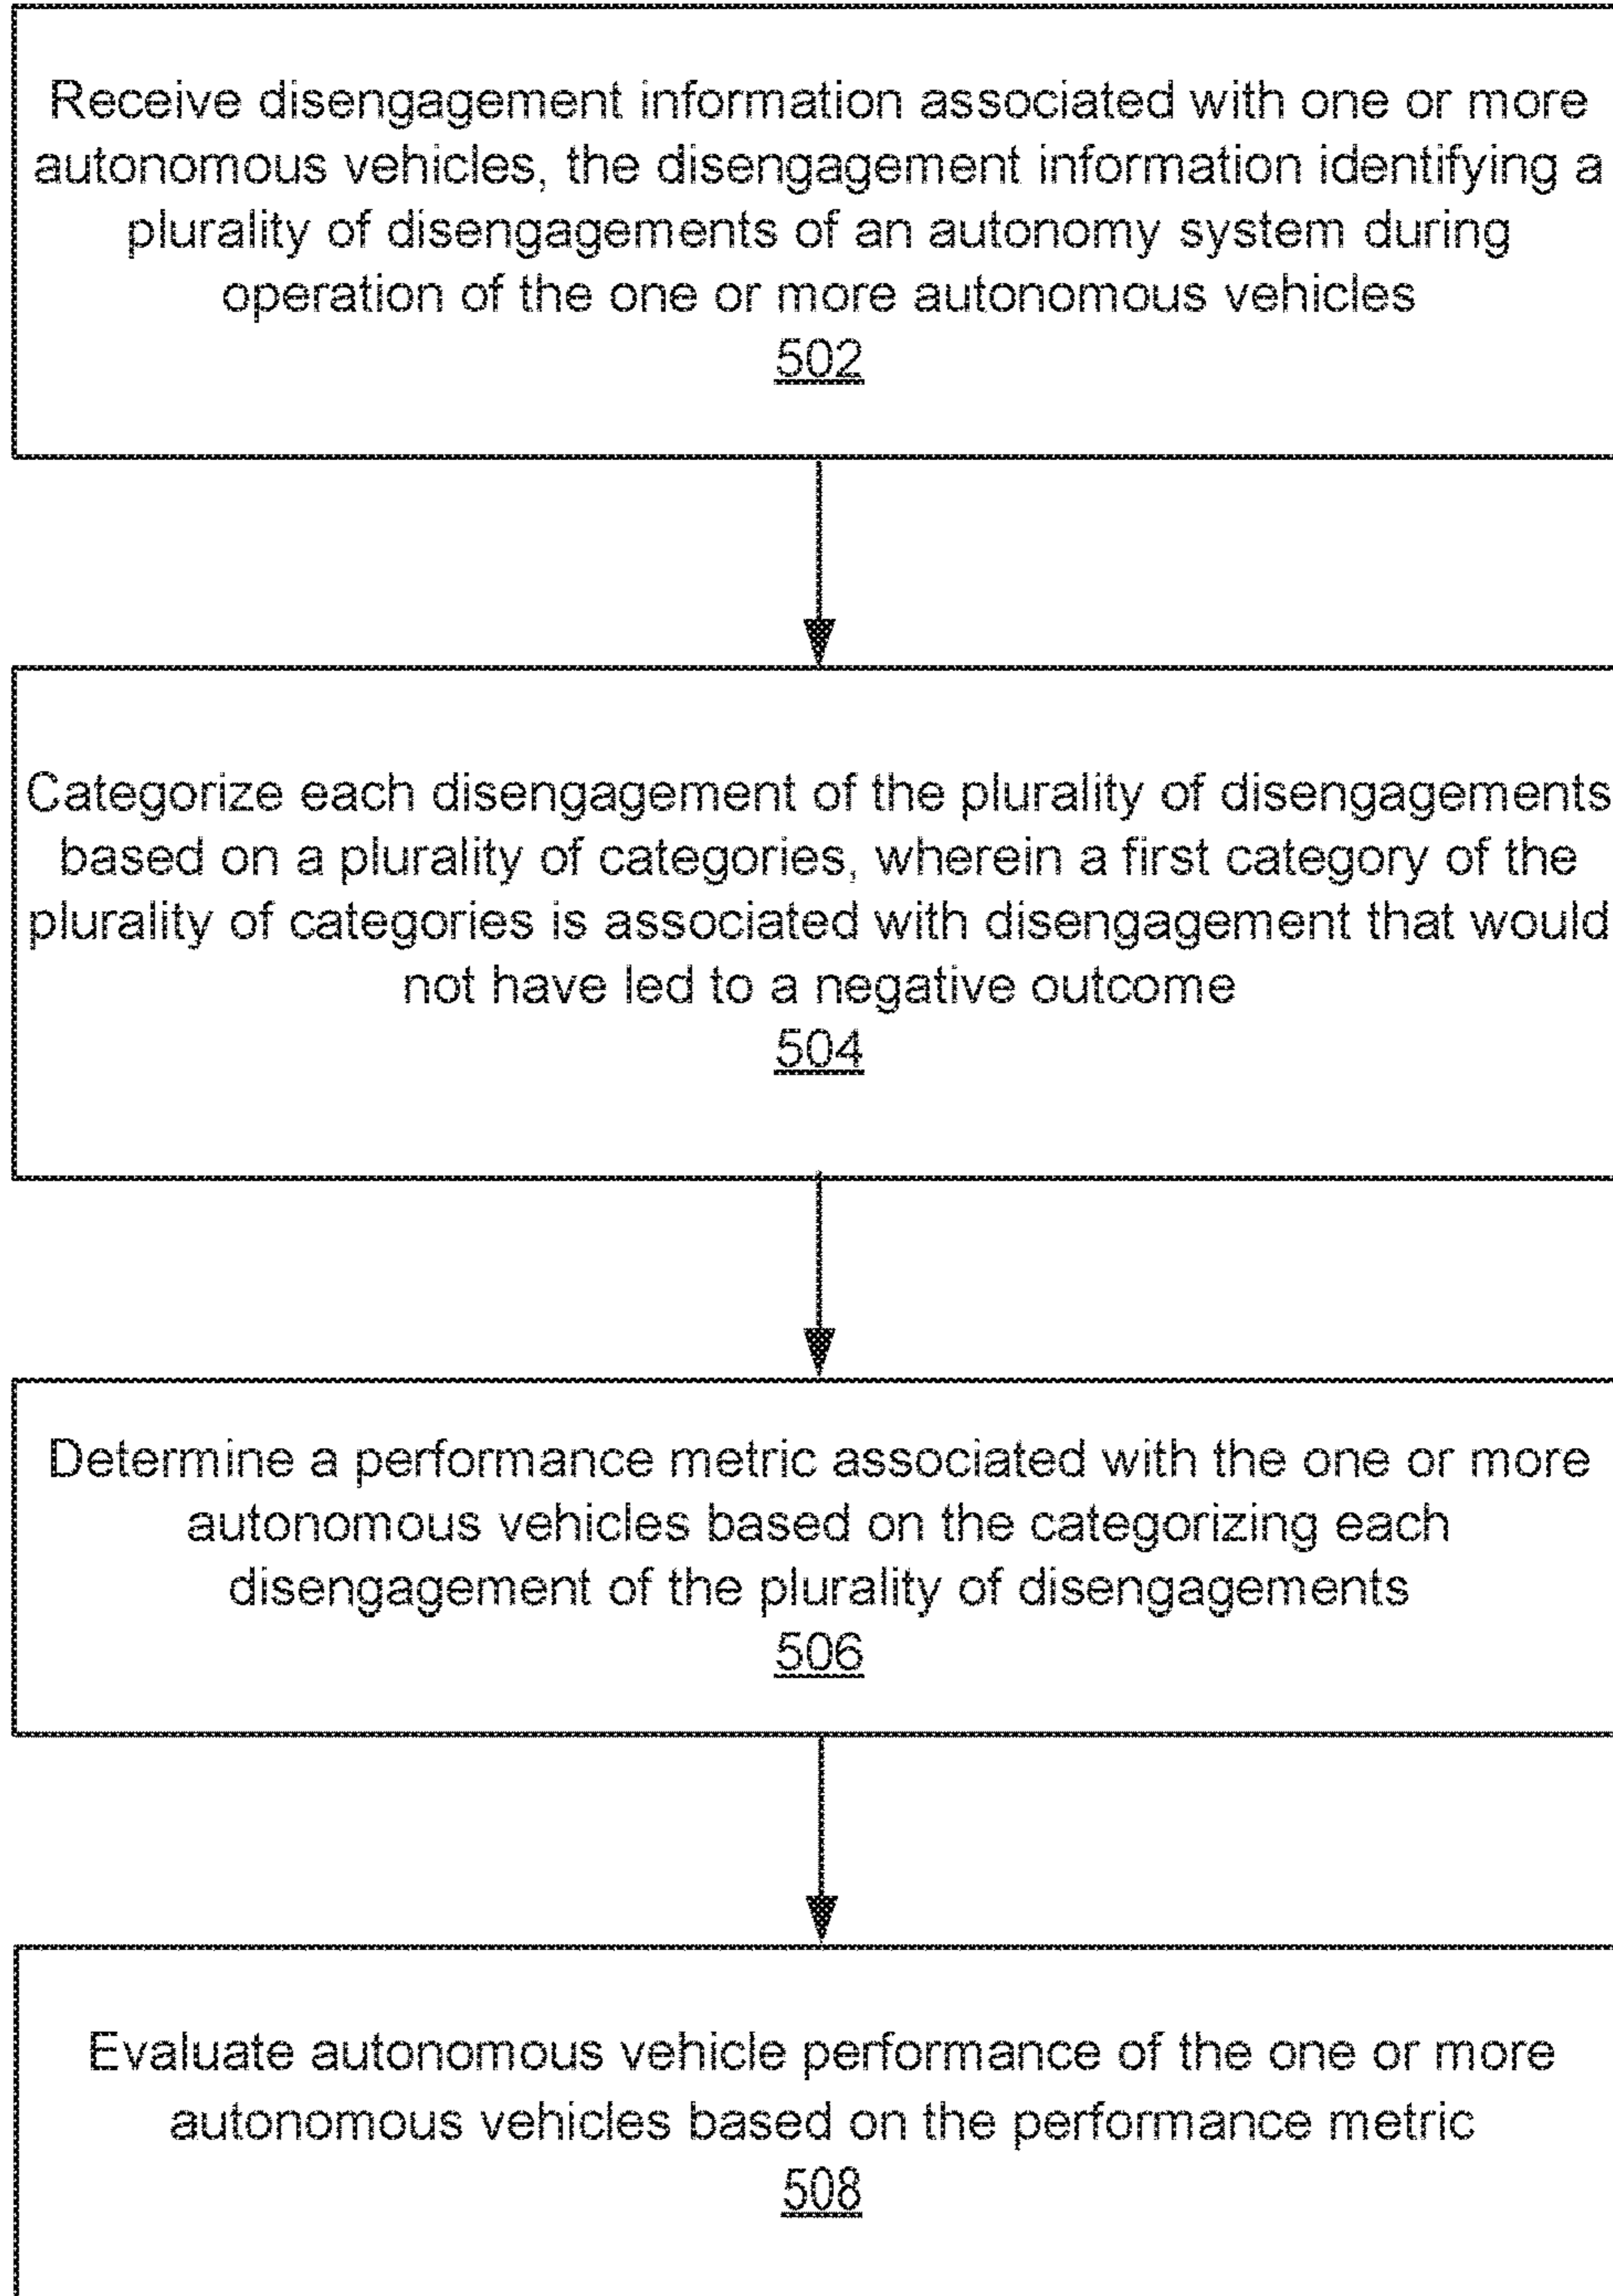 Receive disengagement information associated with one or more
autonomous vehicles, the disengagement information identifying a
plurality of disengagements of an autonomy system during
operation of the one or more autonomous vehicles
502
Categorize each disengagement of the plurality of disengagements
based on a plurality of categories, wherein a first category of the
plurality of categories is associated with disengagement that would
not have led to a negative outcome
504
Determine a performance metric associated with the one or more
autonomous vehicles based on the categorizing each
disengagement of the plurality of disengagements
506
Evaluate autonomous vehicle performance of the one or more
autonomous vehicles based on the performance metric
508